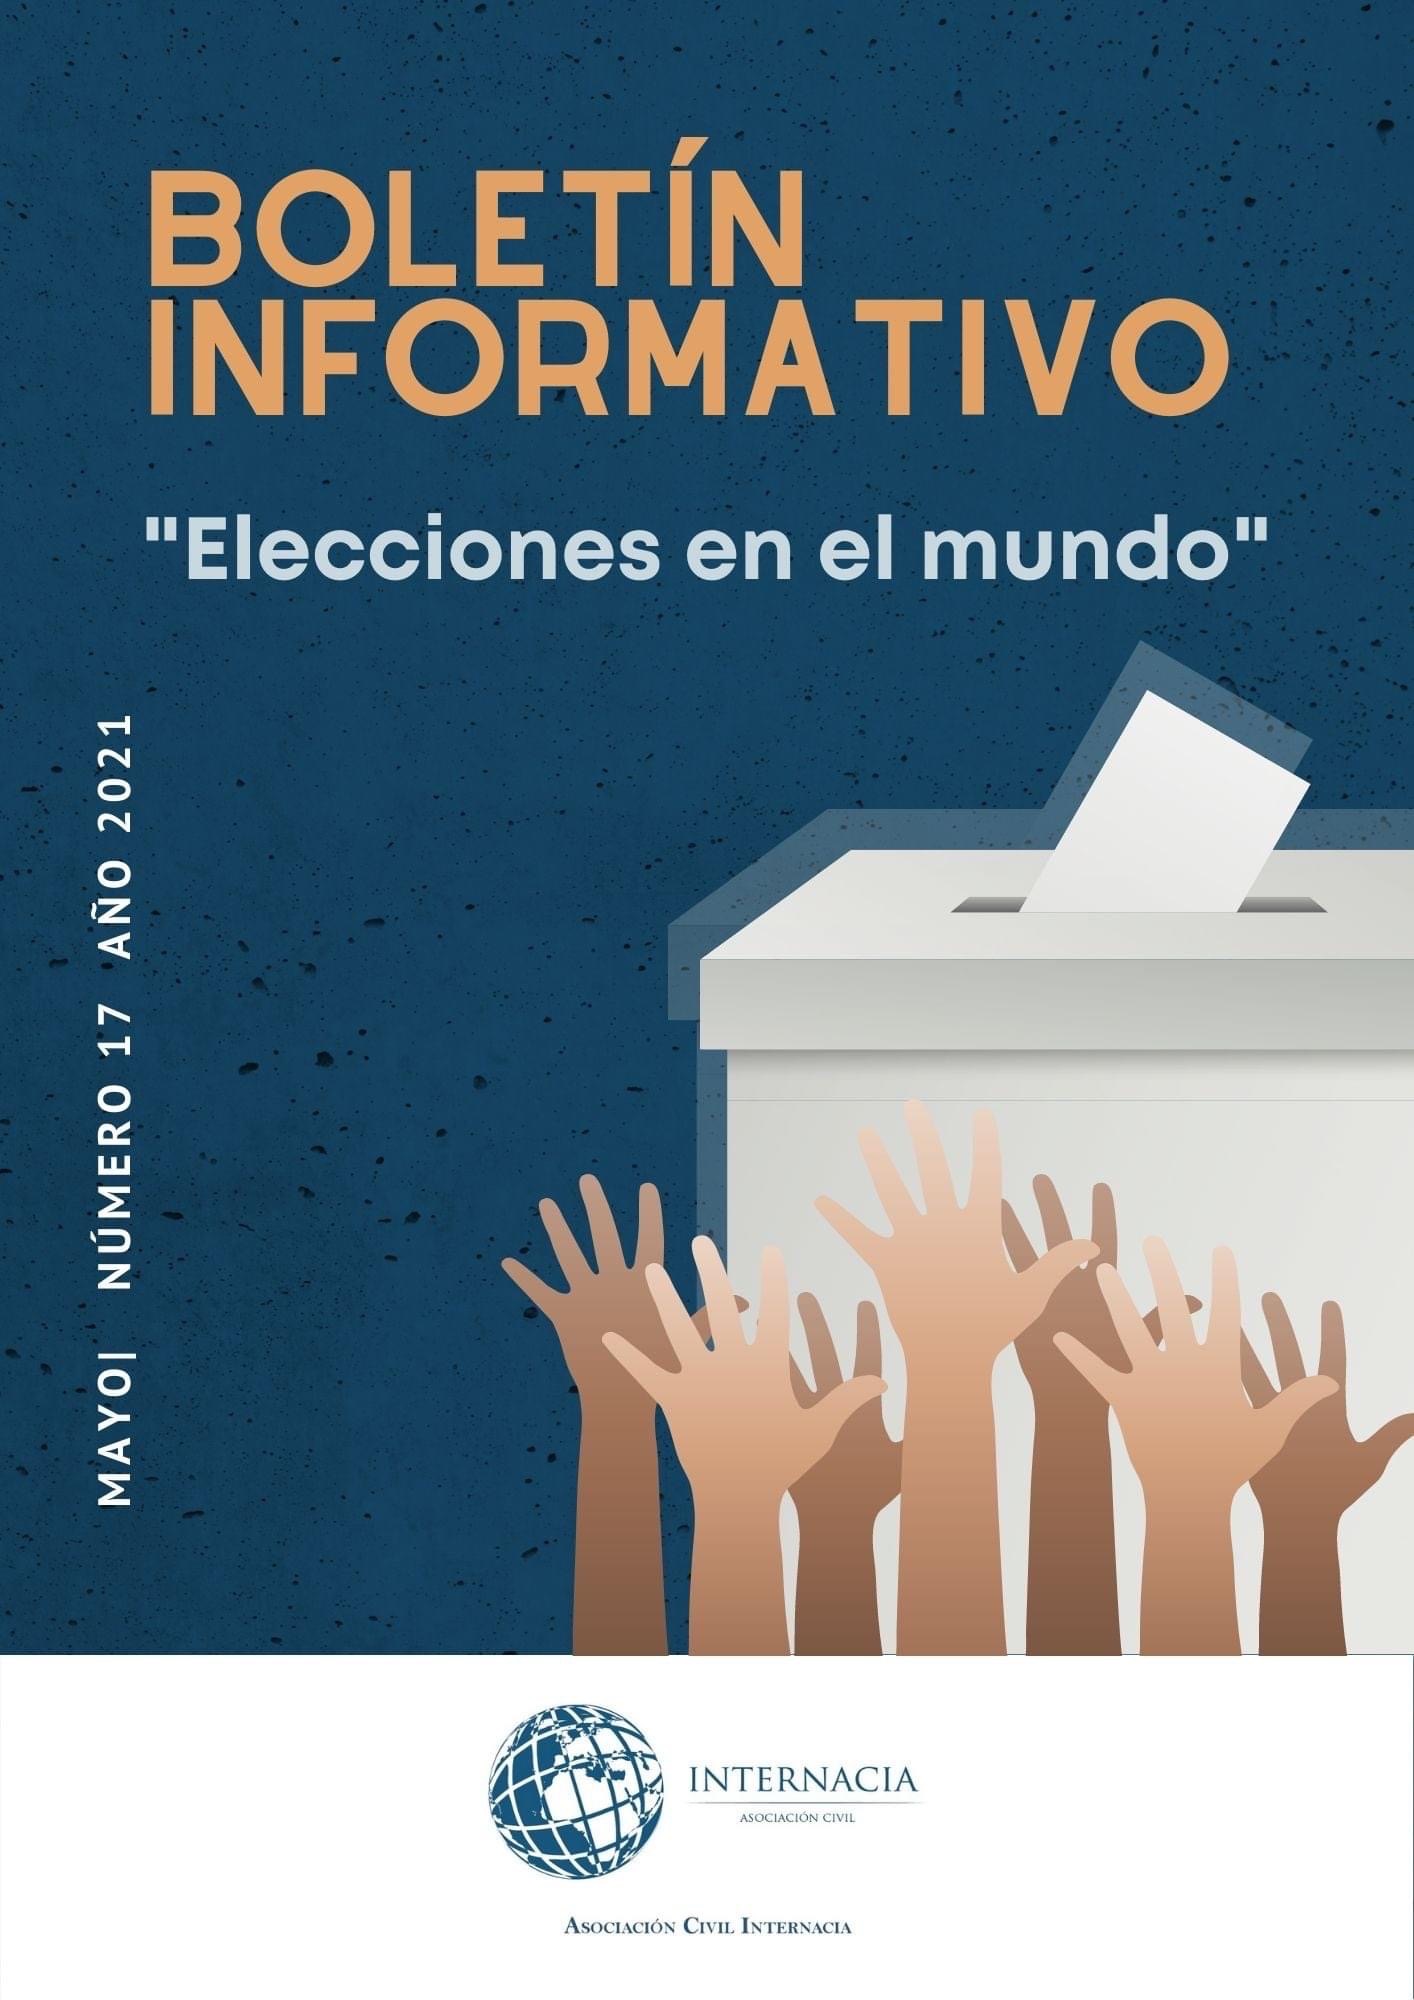 BOLETÍN
INFORMATIVO
"Elecciones en el mundo"
MAYO| NÚMERO 17 AÑO 2021
INTERNACIA
ASOCIACIÓN CIVIL
ASOCIACIÓN CIVIL INTERNACIA